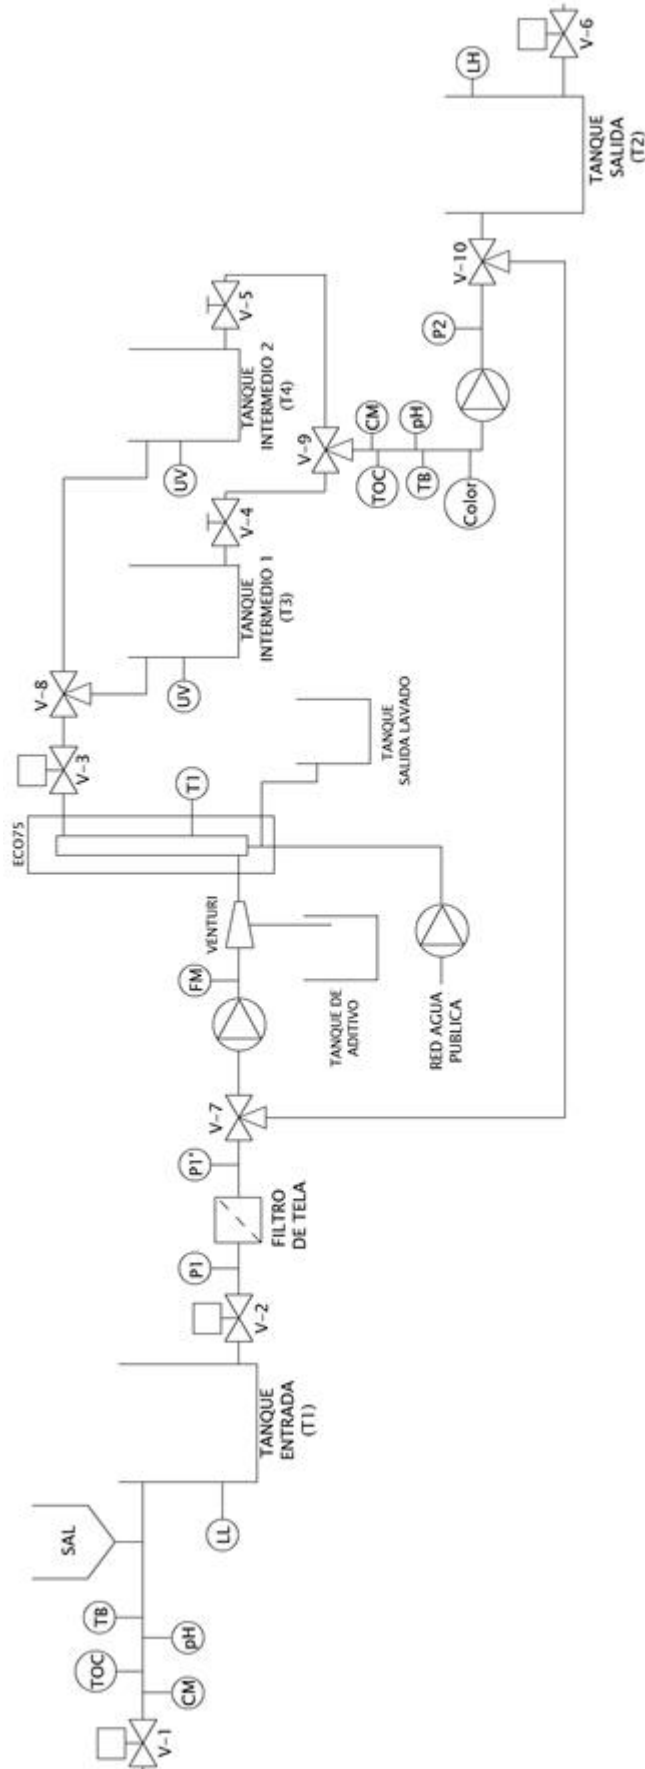 V-1
CM
TOC
pH
TB
SAL
LL
TANQUE
ENTRADA
(T1)
V-2
P1
FILTRO
DE TELA
P1"
V-7
FM
VENTURI
TANQUE DE
ADITIVO
RED AGUA
PUBLICA
ECO75
T1
TANQUE
SALIDA LAVADO
V-3
V-8
UV
TANQUE
INTERMEDIO 1
(T3)
V-4
UV
TANQUE
INTERMEDIO 2
(T4)
V-5
V-9
CM
TOC
pH
TB
Color
P2
V-10
TANQUE
SALIDA
(T2)
LH
V-6